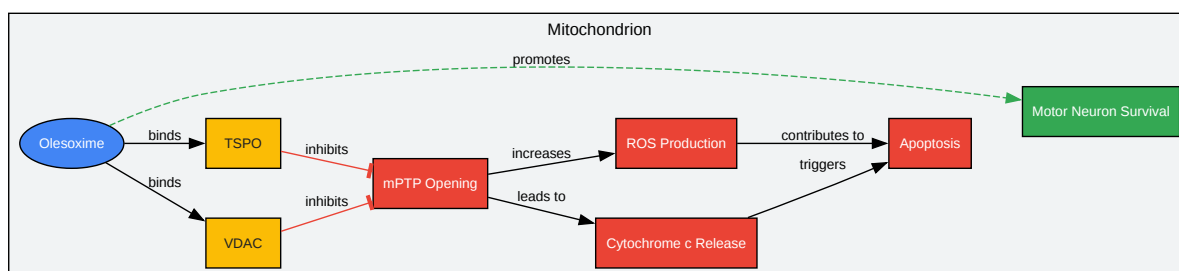 Mitochondrion
promotes
Motor Neuron Survival
Olesoxime
binds
TSPO
inhibits
mPTP Opening
increases
ROS Production
contributes to
Apoptosis
binds
VDAC
inhibits
leads to
Cytochrome c Release
triggers